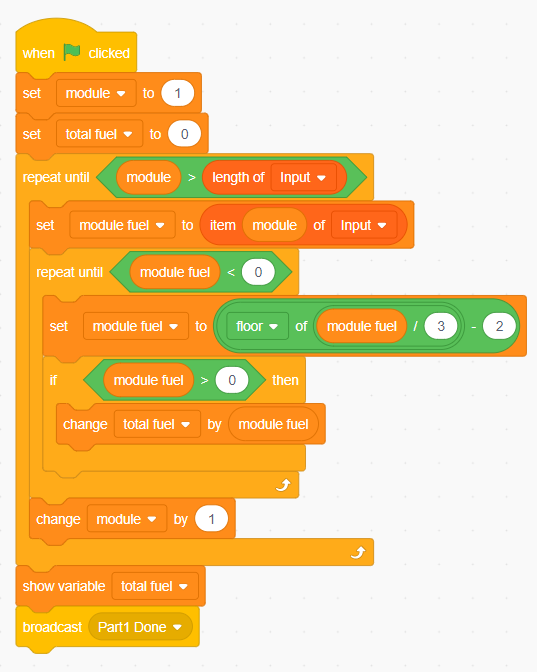 when clicked
set module to 1
set total fuel to 0
repeat until module > length of Input
set module fuel to item module of Input
repeat until module fuel < 0
set module fuel to floor of module fuel / 3 - 2
if module fuel > 0 then
change total fuel by module fuel
change module by 1
show variable total fuel
broadcast Part1 Done